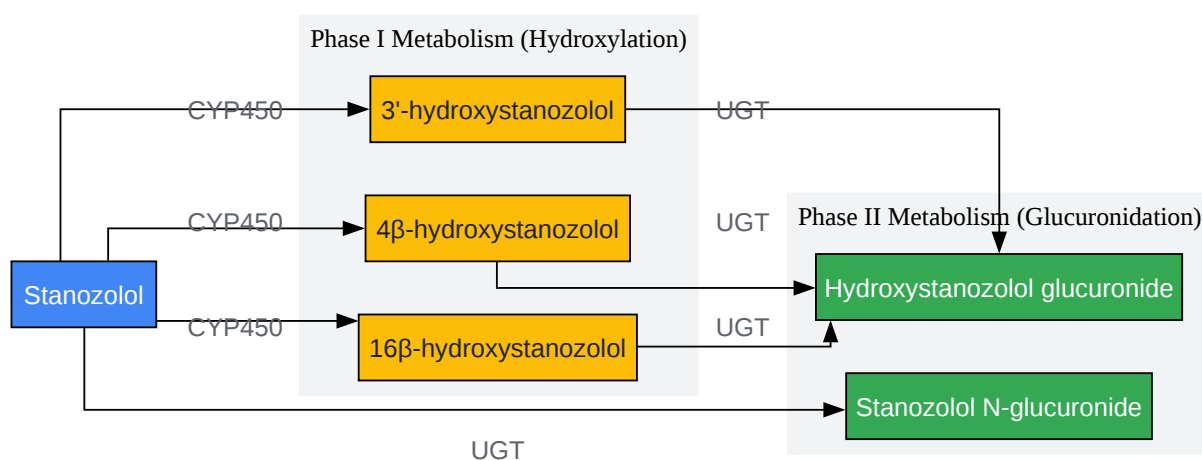 Phase I Metabolism (Hydroxylation)
CYP450
3'-hydroxystanozolol
UGT
CYP450
4β-hydroxystanozolol
UGT
Phase II Metabolism (Glucuronidation)
Stanozolol
Hydroxystanozolol glucuronide
CYP450
16β-hydroxystanozolol
UGT
Stanozolol N-glucuronide
UGT